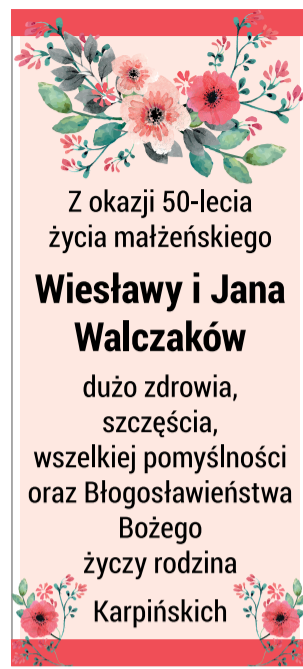 Z okazji 50-lecia
życia małżeńskiego
Wiesławy i Jana
Walczaków
dużo zdrowia,
szczęścia,
wszelkiej pomyślności
oraz Błogosławieństwa
Bożego
życzy rodzina
Karpińskich